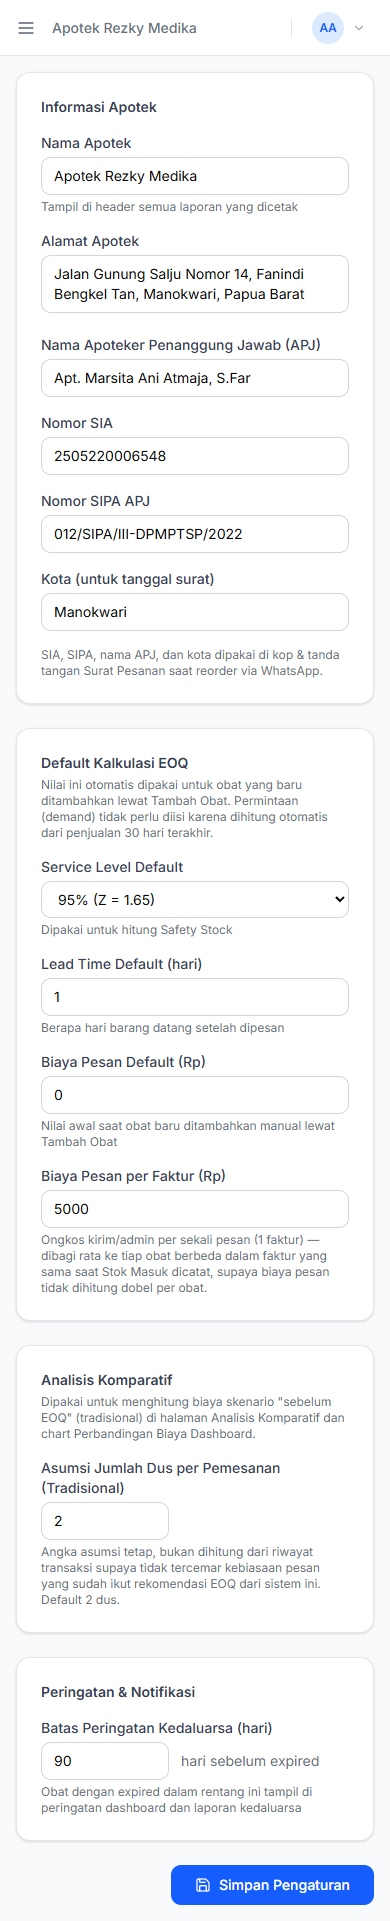 Apotek Rezky Medika
AA
Informasi Apotek
Nama Apotek
Apotek Rezky Medika
Tampil di header semua laporan yang dicetak
Alamat Apotek
Jalan Gunung Salju Nomor 14, Fanindi
Bengkel Tan, Manokwari, Papua Barat
Nama Apoteker Penanggung Jawab (APJ)
Apt. Marsita Ani Atmaja, S.Far
Nomor SIA
2505220006548
Nomor SIPA APJ
012/SIPA/III-DPMPTSP/2022
Kota (untuk tanggal surat)
Manokwari
SIA, SIPA, nama APJ, dan kota dipakai di kop & tanda
tangan Surat Pesanan saat reorder via WhatsApp.
Default Kalkulasi EOQ
Nilai ini otomatis dipakai untuk obat yang baru
ditambahkan lewat Tambah Obat. Permintaan
(demand) tidak perlu diisi karena dihitung otomatis
dari penjualan 30 hari terakhir.
Service Level Default
95% (Z = 1.65)
Dipakai untuk hitung Safety Stock
Lead Time Default (hari)
1
Berapa hari barang datang setelah dipesan
Biaya Pesan Default (Rp)
0
Nilai awal saat obat baru ditambahkan manual lewat
Tambah Obat
Biaya Pesan per Faktur (Rp)
5000
Ongkos kirim/admin per sekali pesan (1 faktur) —
dibagi rata ke tiap obat berbeda dalam faktur yang
sama saat Stok Masuk dicatat, supaya biaya pesan
tidak dihitung dobel per obat.
Analisis Komparatif
Dipakai untuk menghitung biaya skenario "sebelum
EOQ" (tradisional) di halaman Analisis Komparatif dan
chart Perbandingan Biaya Dashboard.
Asumsi Jumlah Dus per Pemesanan
(Tradisional)
2
Angka asumsi tetap, bukan dihitung dari riwayat
transaksi supaya tidak tercemar kebiasaan pesan
yang sudah ikut rekomendasi EOQ dari sistem ini.
Default 2 dus.
Peringatan & Notifikasi
Batas Peringatan Kedaluarsa (hari)
90 hari sebelum expired
Obat dengan expired dalam rentang ini tampil di
peringatan dashboard dan laporan kedaluarsa
Simpan Pengaturan